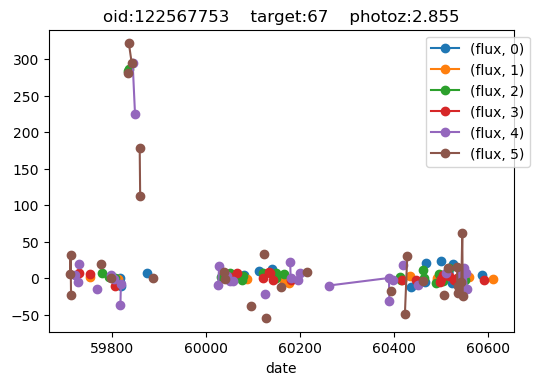 oid:122567753 target:67 photoz:2.855
300
250
200
150
100
50
0
−50
59800 60000 60200 60400 60600
date
(flux, 0)
(flux, 1)
(flux, 2)
(flux, 3)
(flux, 4)
(flux, 5)